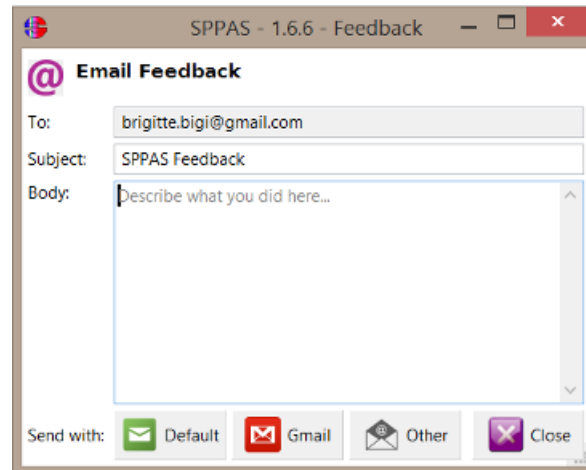 SPPAS - 1.6.6 - Feedback
@ Email Feedback
To: brigitte.bigi@gmail.com
Subject: SPPAS Feedback
Body: Describe what you did here...
Send with: Default Gmail Other Close